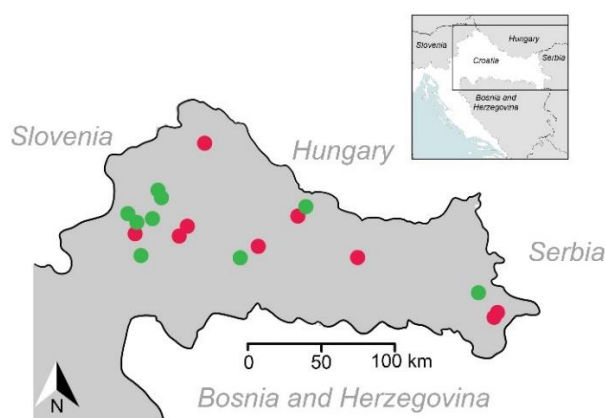 Slovenia
Hungary
Croatia
Serbia
Bosnia and
Herzegovina
Slovenia
Hungary
Serbia
0 50 100 km
Bosnia and Herzegovina
N